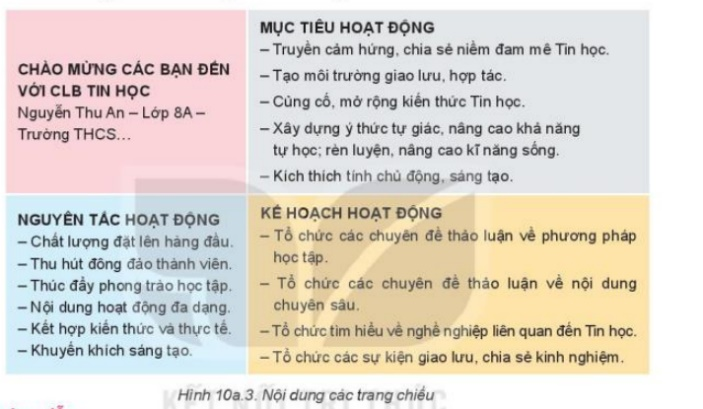 CHÀO MỪNG CÁC BẠN ĐẾN
VỚI CLB TIN HỌC
Nguyễn Thu An – Lớp 8A –
Trường THCS...
MỤC TIÊU HOẠT ĐỘNG
– Truyền cảm hứng, chia sẻ niềm đam mê Tin học.
– Tạo môi trường giao lưu, hợp tác.
– Củng cố, mở rộng kiến thức Tin học.
– Xây dựng ý thức tự giác, nâng cao khả năng
tự học; rèn luyện, nâng cao kĩ năng sống.
– Kích thích tính chủ động, sáng tạo.
NGUYÊN TẮC HOẠT ĐỘNG
– Chất lượng đặt lên hàng đầu.
– Thu hút đông đảo thành viên.
– Thúc đẩy phong trào học tập.
– Nội dung hoạt động đa dạng.
– Kết hợp kiến thức và thực tế.
– Khuyến khích sáng tạo.
KẾ HOẠCH HOẠT ĐỘNG
– Tổ chức các chuyên đề thảo luận về phương pháp
học tập.
– Tổ chức các chuyên đề thảo luận về nội dung
chuyên sâu.
– Tổ chức tìm hiểu về nghề nghiệp liên quan đến Tin học.
– Tổ chức các sự kiện giao lưu, chia sẻ kinh nghiệm.
Hình 10a.3. Nội dung các trang chiếu
KẾT NỐI TRI THỨC